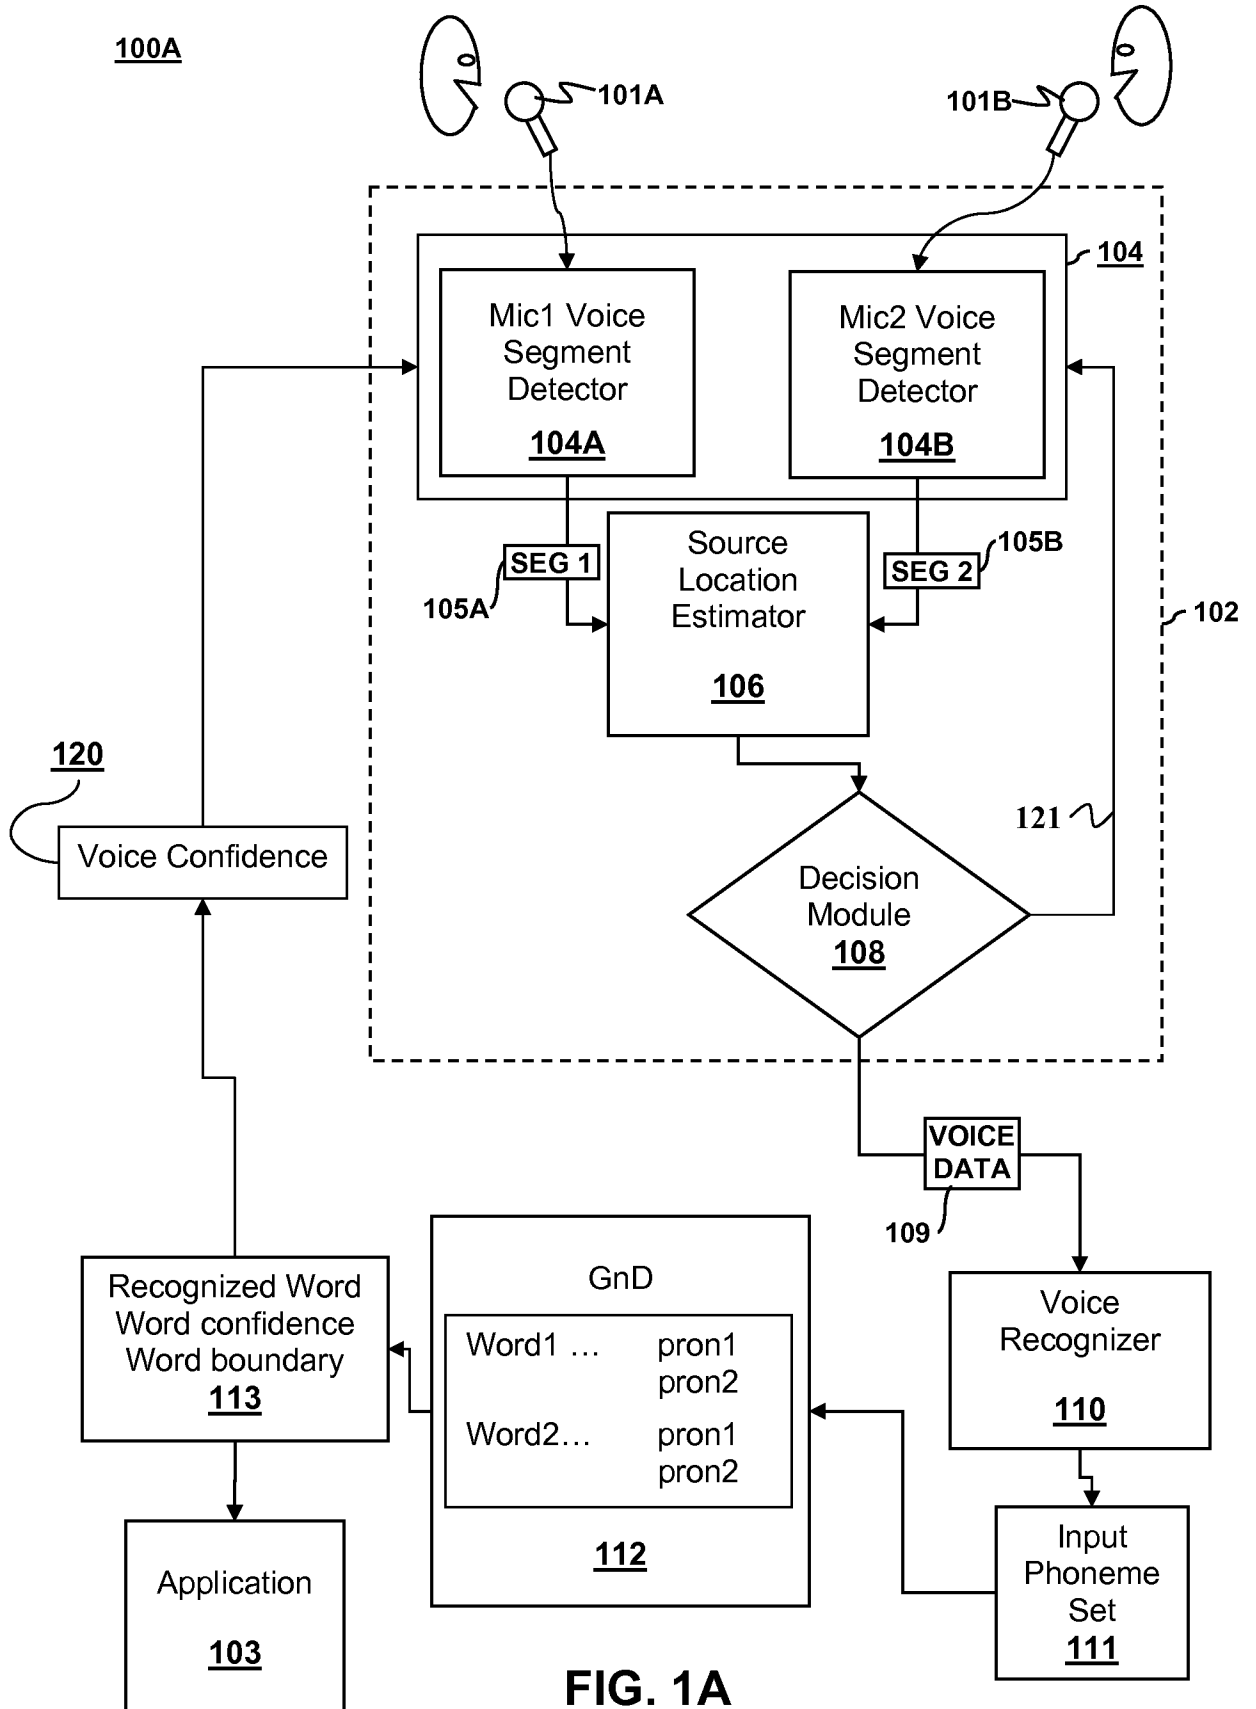 100A
101A
101B
104
Mic1 Voice
Segment
Detector
104A
Mic2 Voice
Segment
Detector
104B
SEG 1
105A
Source
Location
Estimator
106
SEG 2
105B
102
120
Voice Confidence
121
Decision
Module
108
VOICE
DATA
109
Recognized Word
Word confidence
Word boundary
113
GnD
Word1 ... pron1
pron2
Word2... pron1
pron2
112
Voice
Recognizer
110
Input
Phoneme
Set
111
Application
103
FIG. 1A